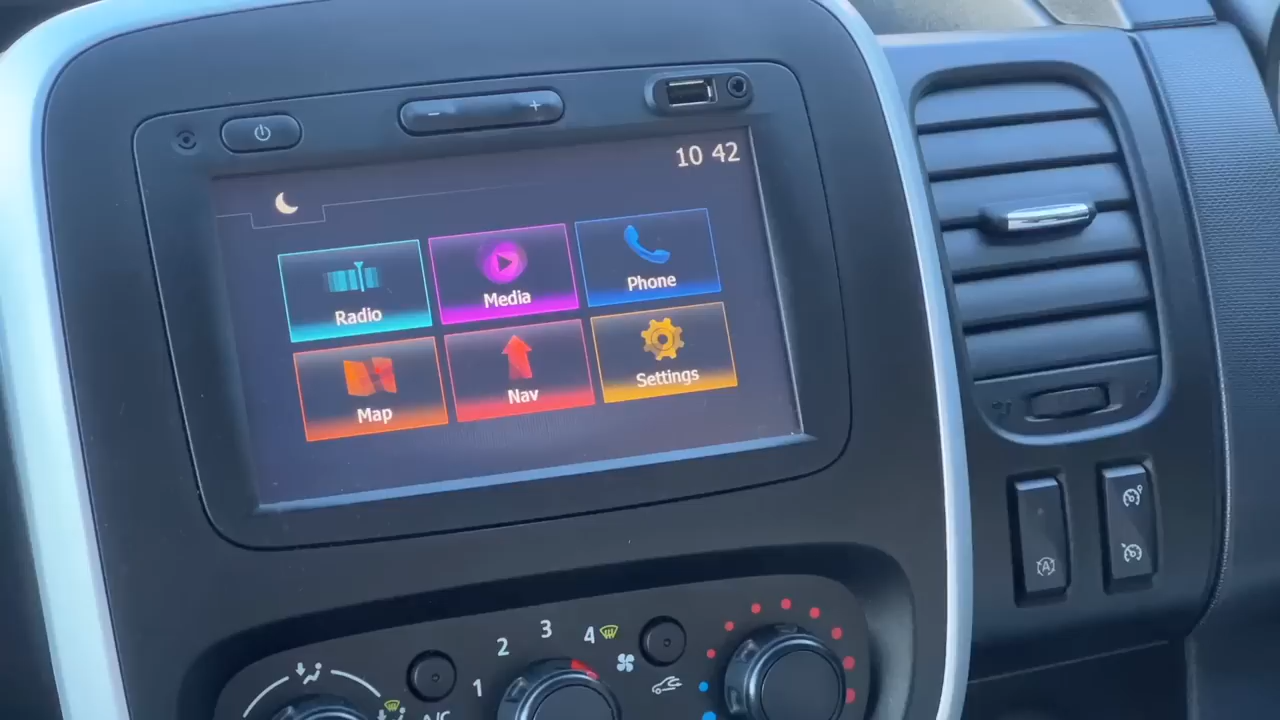 − +
10 42
Radio
Media
Phone
Map
Nav
Settings
A
1 2 3 4
A/C